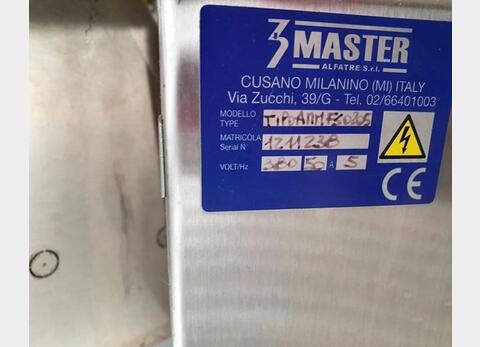 3 MASTER
ALFATRE S.r.l.
CUSANO MILANINO (MI) ITALY
Via Zucchi, 39/G - Tel. 02/66401003
MODELLO
TYPE
MATRICOLA
Serial N°
VOLT/Hz 380 50 A 5
CE